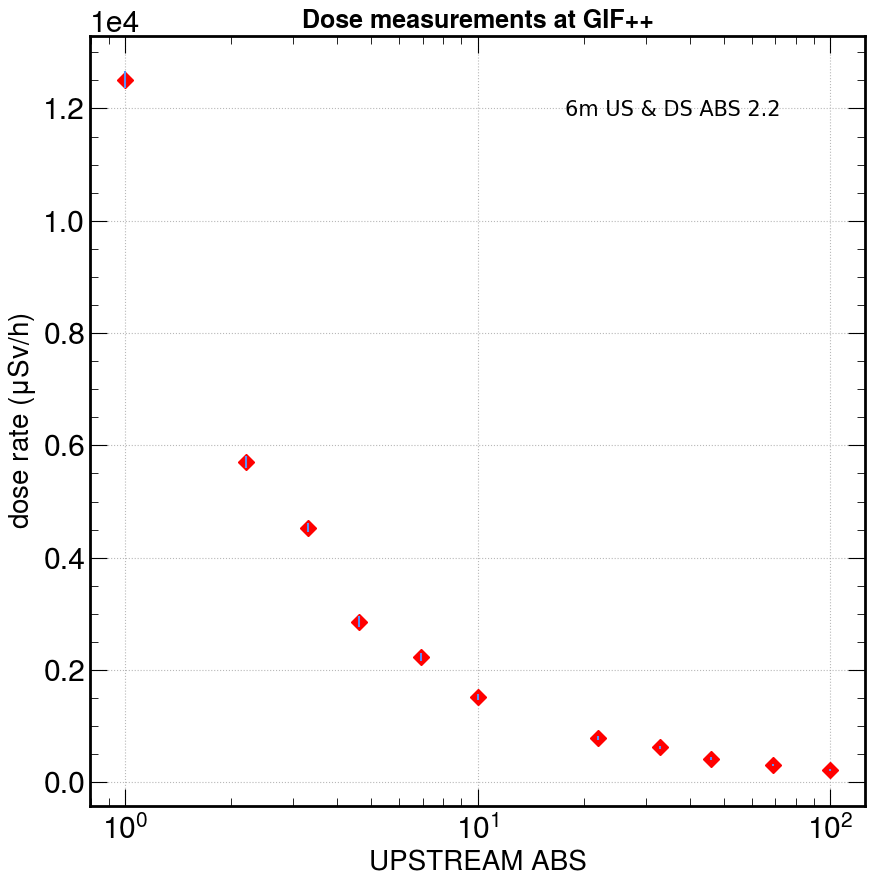 Dose measurements at GIF++
1e4
6m US & DS ABS 2.2
1.2
1.0
0.8
0.6
0.4
0.2
0.0
dose rate (μSv/h)
10⁰ 10¹ 10²
UPSTREAM ABS